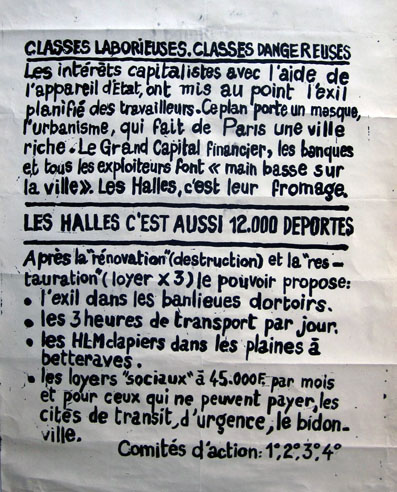 CLASSES LABORIEUSES. CLASSES DANGEREUSES
Les intérêts capitalistes avec l'aide de
l'appareil d'État, ont mis au point l'exil
planifié des travailleurs. Ce plan porte un masque,
l'urbanisme, qui fait de Paris une ville
riche. Le Grand Capital financier, les banques
et tous les exploiteurs font « main basse sur
la ville». Les Halles, c'est leur fromage.
LES HALLES C'EST AUSSI 12.000 DEPORTES
Après la "rénovation" (destruction) et la "res-
tauration" (loyer x 3) le pouvoir propose:
• l'exil dans les banlieues dortoirs.
• les 3 heures de transport par jour.
• les HLM clapiers dans les plaines à
betteraves.
• les loyers "sociaux" à 45.000F. par mois
et pour ceux qui ne peuvent payer, les
cités de transit, d'urgence, le bidon-
ville.
Comités d'action: 1°, 2°, 3°, 4°